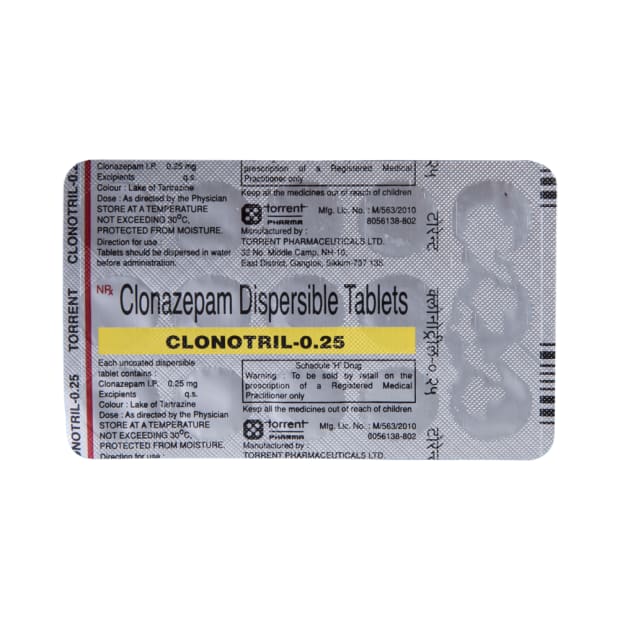 TORRENT CLONOTRIL-0.2
NOTRIL-0.25
Clonazepam I.P. 0.25 mg
Excipients q.s.
Colour : Lake of Tartrazine
Dose : As directed by the Physician
STORE AT A TEMPERATURE
NOT EXCEEDING 30°C,
PROTECTED FROM MOISTURE.
Direction for use :
Tablets should be dispersed in water
before administration.
prescription of a Registered Medical
Practitioner only
Keep all the medicines out of reach of children
torrent
PHARMA
Mfg. Lic. No. : M/563/2010
8056138-802
Manufactured by :
TORRENT PHARMACEUTICALS LTD.
32 No. Middle Camp, NH-10,
East District, Gangtok, Sikkim-737 135
NRx Clonazepam Dispersible Tablets
CLONOTRIL-0.25
Each uncoated dispersible
tablet contains :
Clonazepam I.P. 0.25 mg
Excipients q.s.
Colour : Lake of Tartrazine
Dose : As directed by the Physician
STORE AT A TEMPERATURE
NOT EXCEEDING 30°C,
PROTECTED FROM MOISTURE.
Direction for use :
Schedule 'H' Drug
Warning : To be sold by retail on the
prescription of a Registered Medical
Practitioner only
Keep all the medicines out of reach of children
torrent
PHARMA
Mfg. Lic. No. : M/563/2010
8056138-802
Manufactured by :
TORRENT PHARMACEUTICALS LTD.
टोरेन्ट
क्लोनोट्रील-०.२५
टोरेन्ट